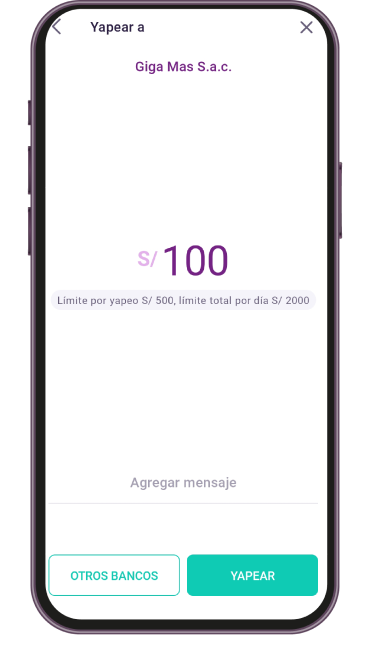 Yapear a
Giga Mas S.a.c.
S/ 100
Límite por yapeo S/ 500, límite total por día S/ 2000
Agregar mensaje
OTROS BANCOS
YAPEAR